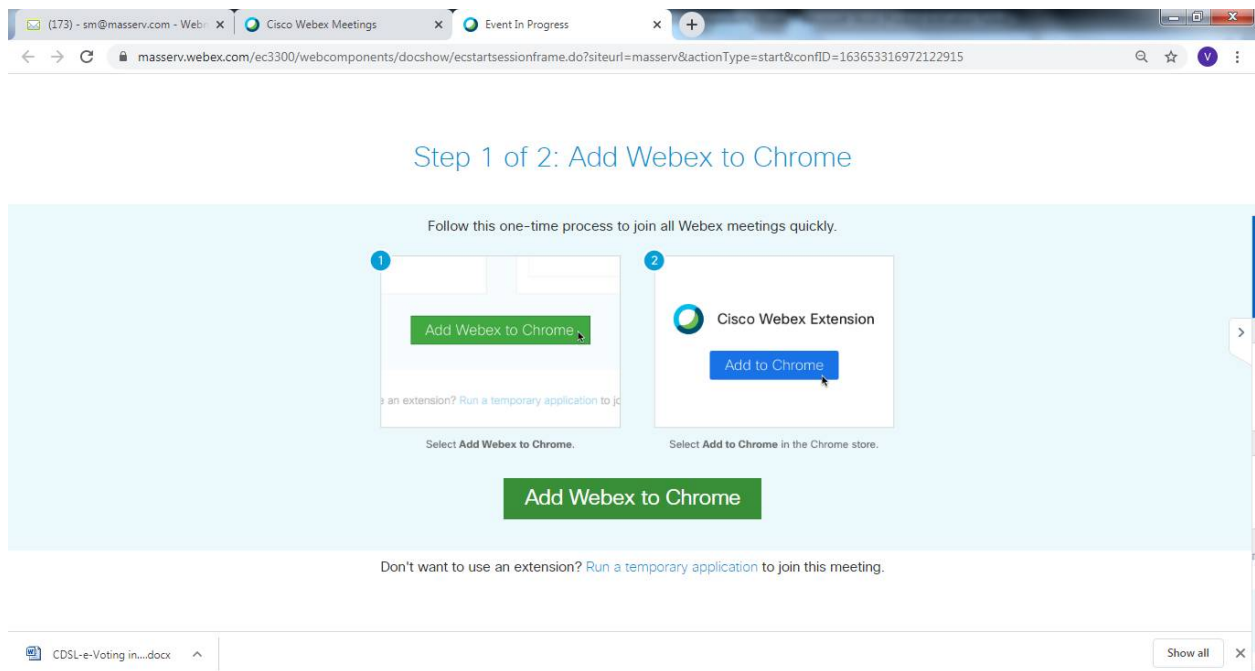 (173) - sm@masserv.com - Web
Cisco Webex Meetings
Event In Progress
masserv.webex.com/ec3300/webcomponents/docshow/ecstartsessionframe.do?siteurl=masserv&actionType=start&confID=163653316972122915
V
Step 1 of 2: Add Webex to Chrome
Follow this one-time process to join all Webex meetings quickly.
1
Add Webex to Chrome
an extension? Run a temporary application to jo
Select Add Webex to Chrome.
2
Cisco Webex Extension
Add to Chrome
Select Add to Chrome in the Chrome store.
Add Webex to Chrome
Don't want to use an extension? Run a temporary application to join this meeting.
CDSL-e-Voting in....docx
Show all